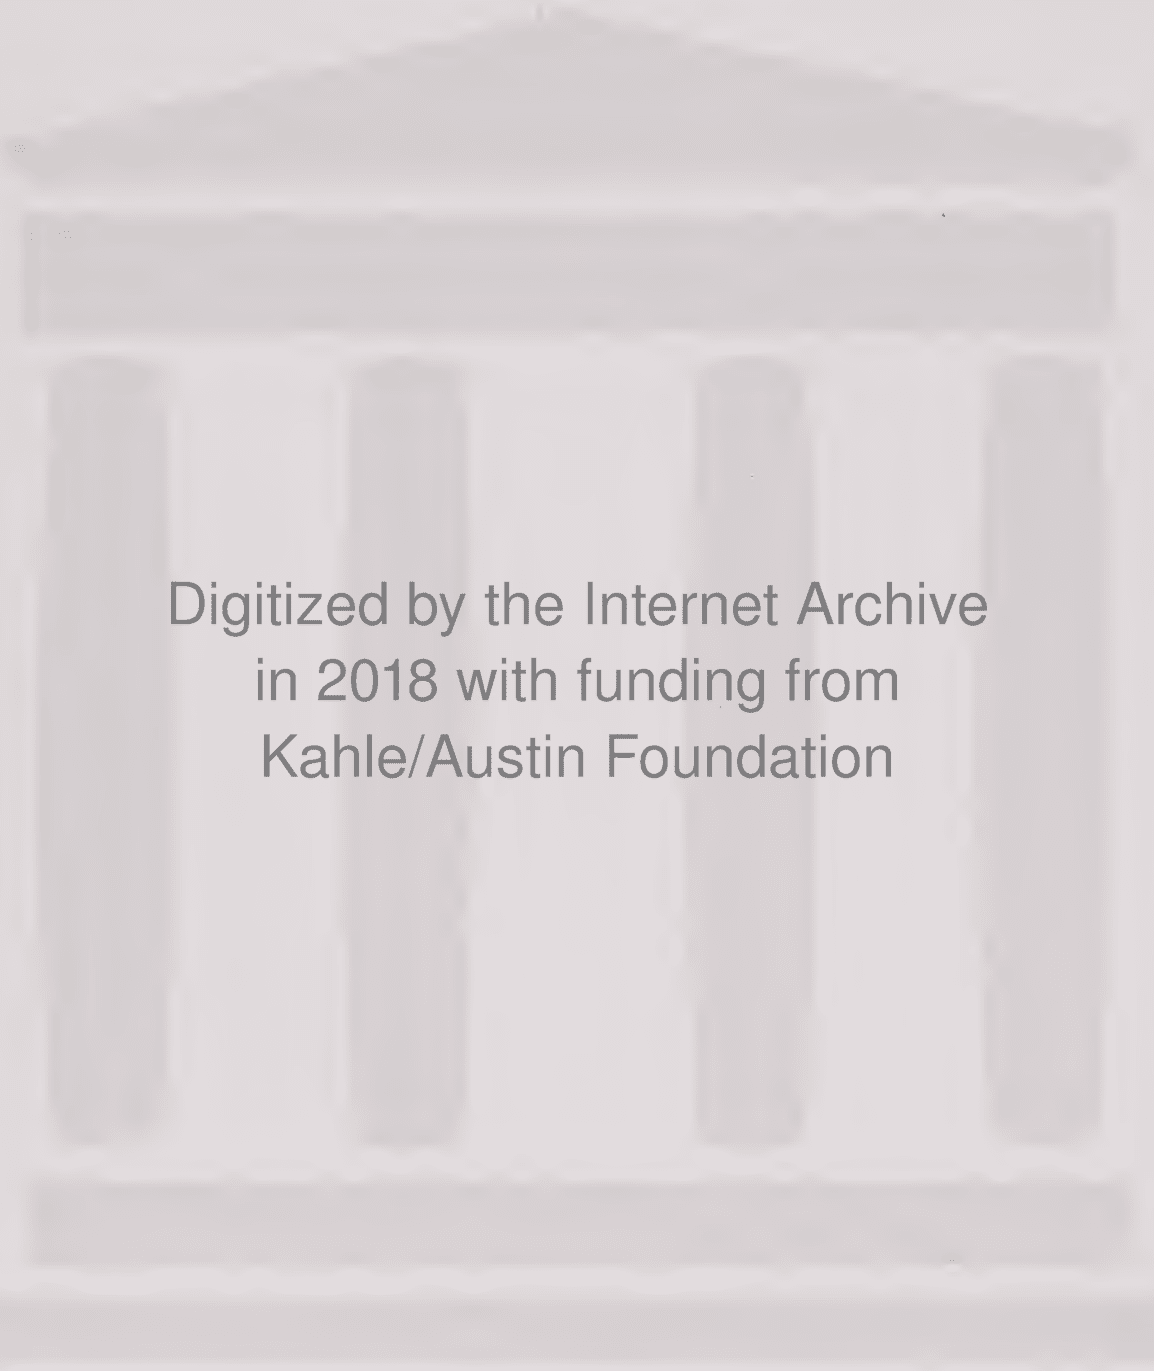 Digitized by the Internet Archive
in 2018 with funding from
Kahle/Austin Foundation